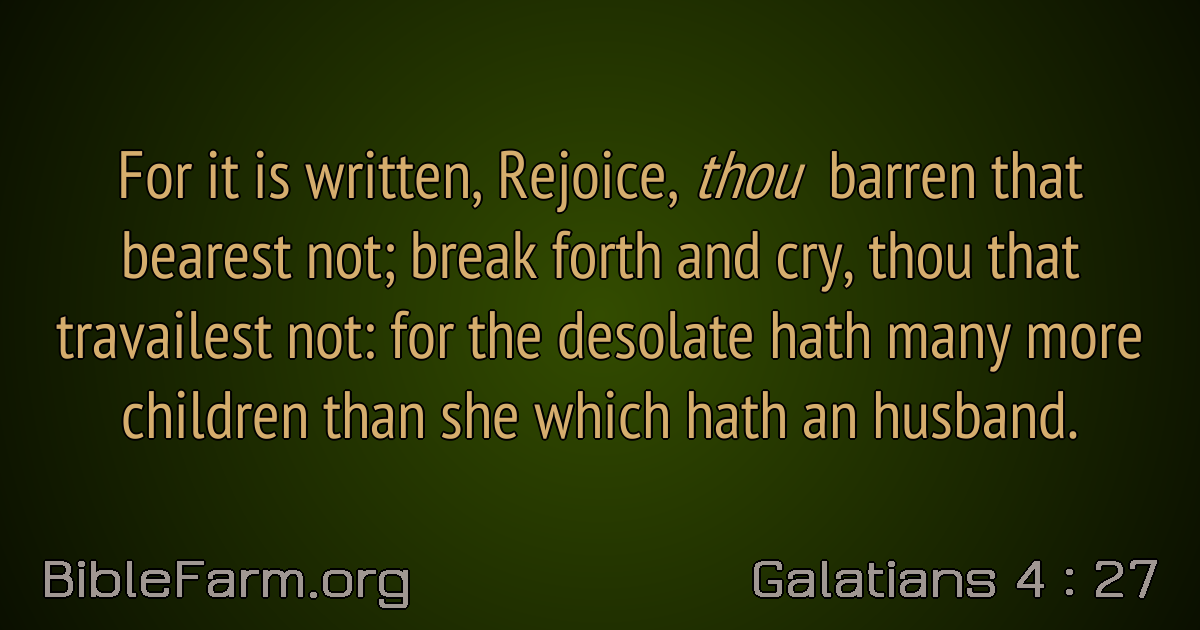 For it is written, Rejoice, thou barren that
bearest not; break forth and cry, thou that
travailest not: for the desolate hath many more
children than she which hath an husband.
BibleFarm.org
Galatians 4 : 27